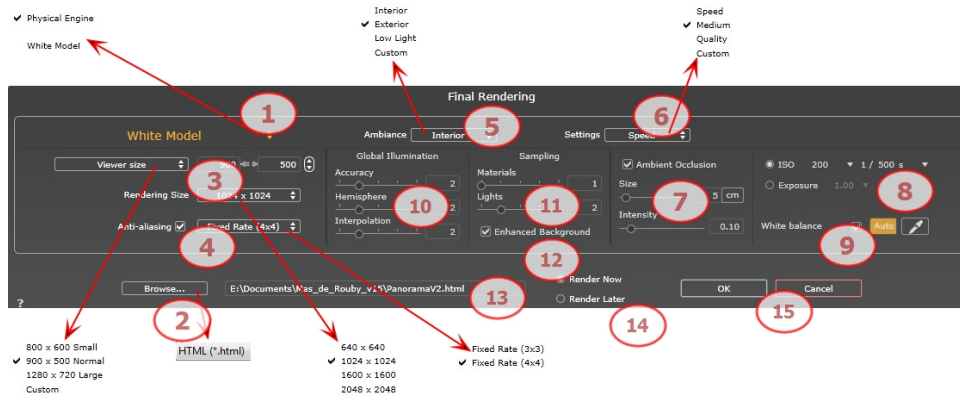 Physical Engine
White Model
Interior
Exterior
Low Light
Custom
Speed
Medium
Quality
Custom
Final Rendering
1
White Model
Ambiance Interior 5
Settings Speed 6
Viewer size 900 500
3
Rendering Size 1024 x 1024
Anti-aliasing Fixed Rate (4x4)
4
Global Illumination
Accuracy 2
Hemisphere 2
Interpolation 2
10
Sampling
Materials 1
Lights 2
11
Enhanced Background
12
Ambient Occlusion
Size 5 cm
7
Intensity 0.10
ISO 200 1 / 500 s
Exposure 1.00
8
White balance Auto
9
Browse...
2
E:\Documents\Mas_de_Rouby_v15\PanoramaV2.html
13
Render Now
Render Later
14
OK
Cancel
15
?
800 x 600 Small
900 x 500 Normal
1280 x 720 Large
Custom
HTML (*.html)
640 x 640
1024 x 1024
1600 x 1600
2048 x 2048
Fixed Rate (3x3)
Fixed Rate (4x4)